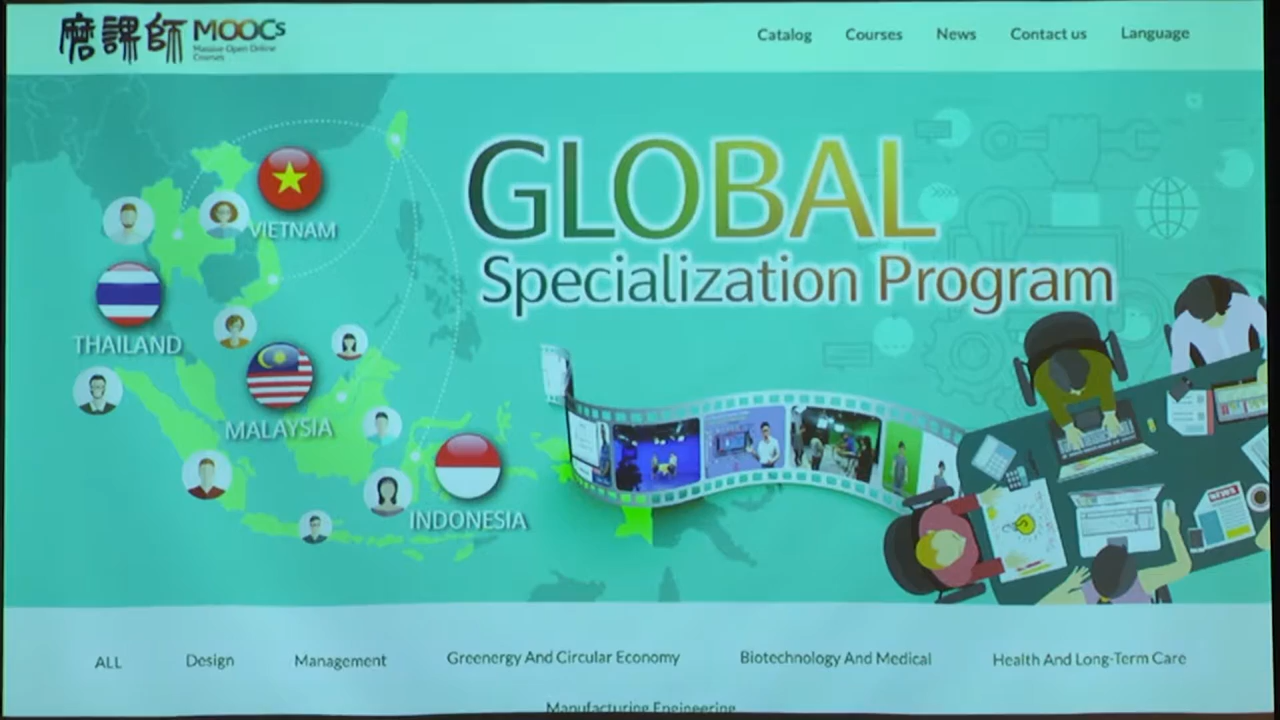 磨課師 MOOCs
Massive Open Online
Courses
Catalog Courses News Contact us Language
GLOBAL
Specialization Program
VIETNAM
THAILAND
MALAYSIA
INDONESIA
NEWS
ALL Design Management Greenergy And Circular Economy Biotechnology And Medical Health And Long-Term Care
Manufacturing Engineering